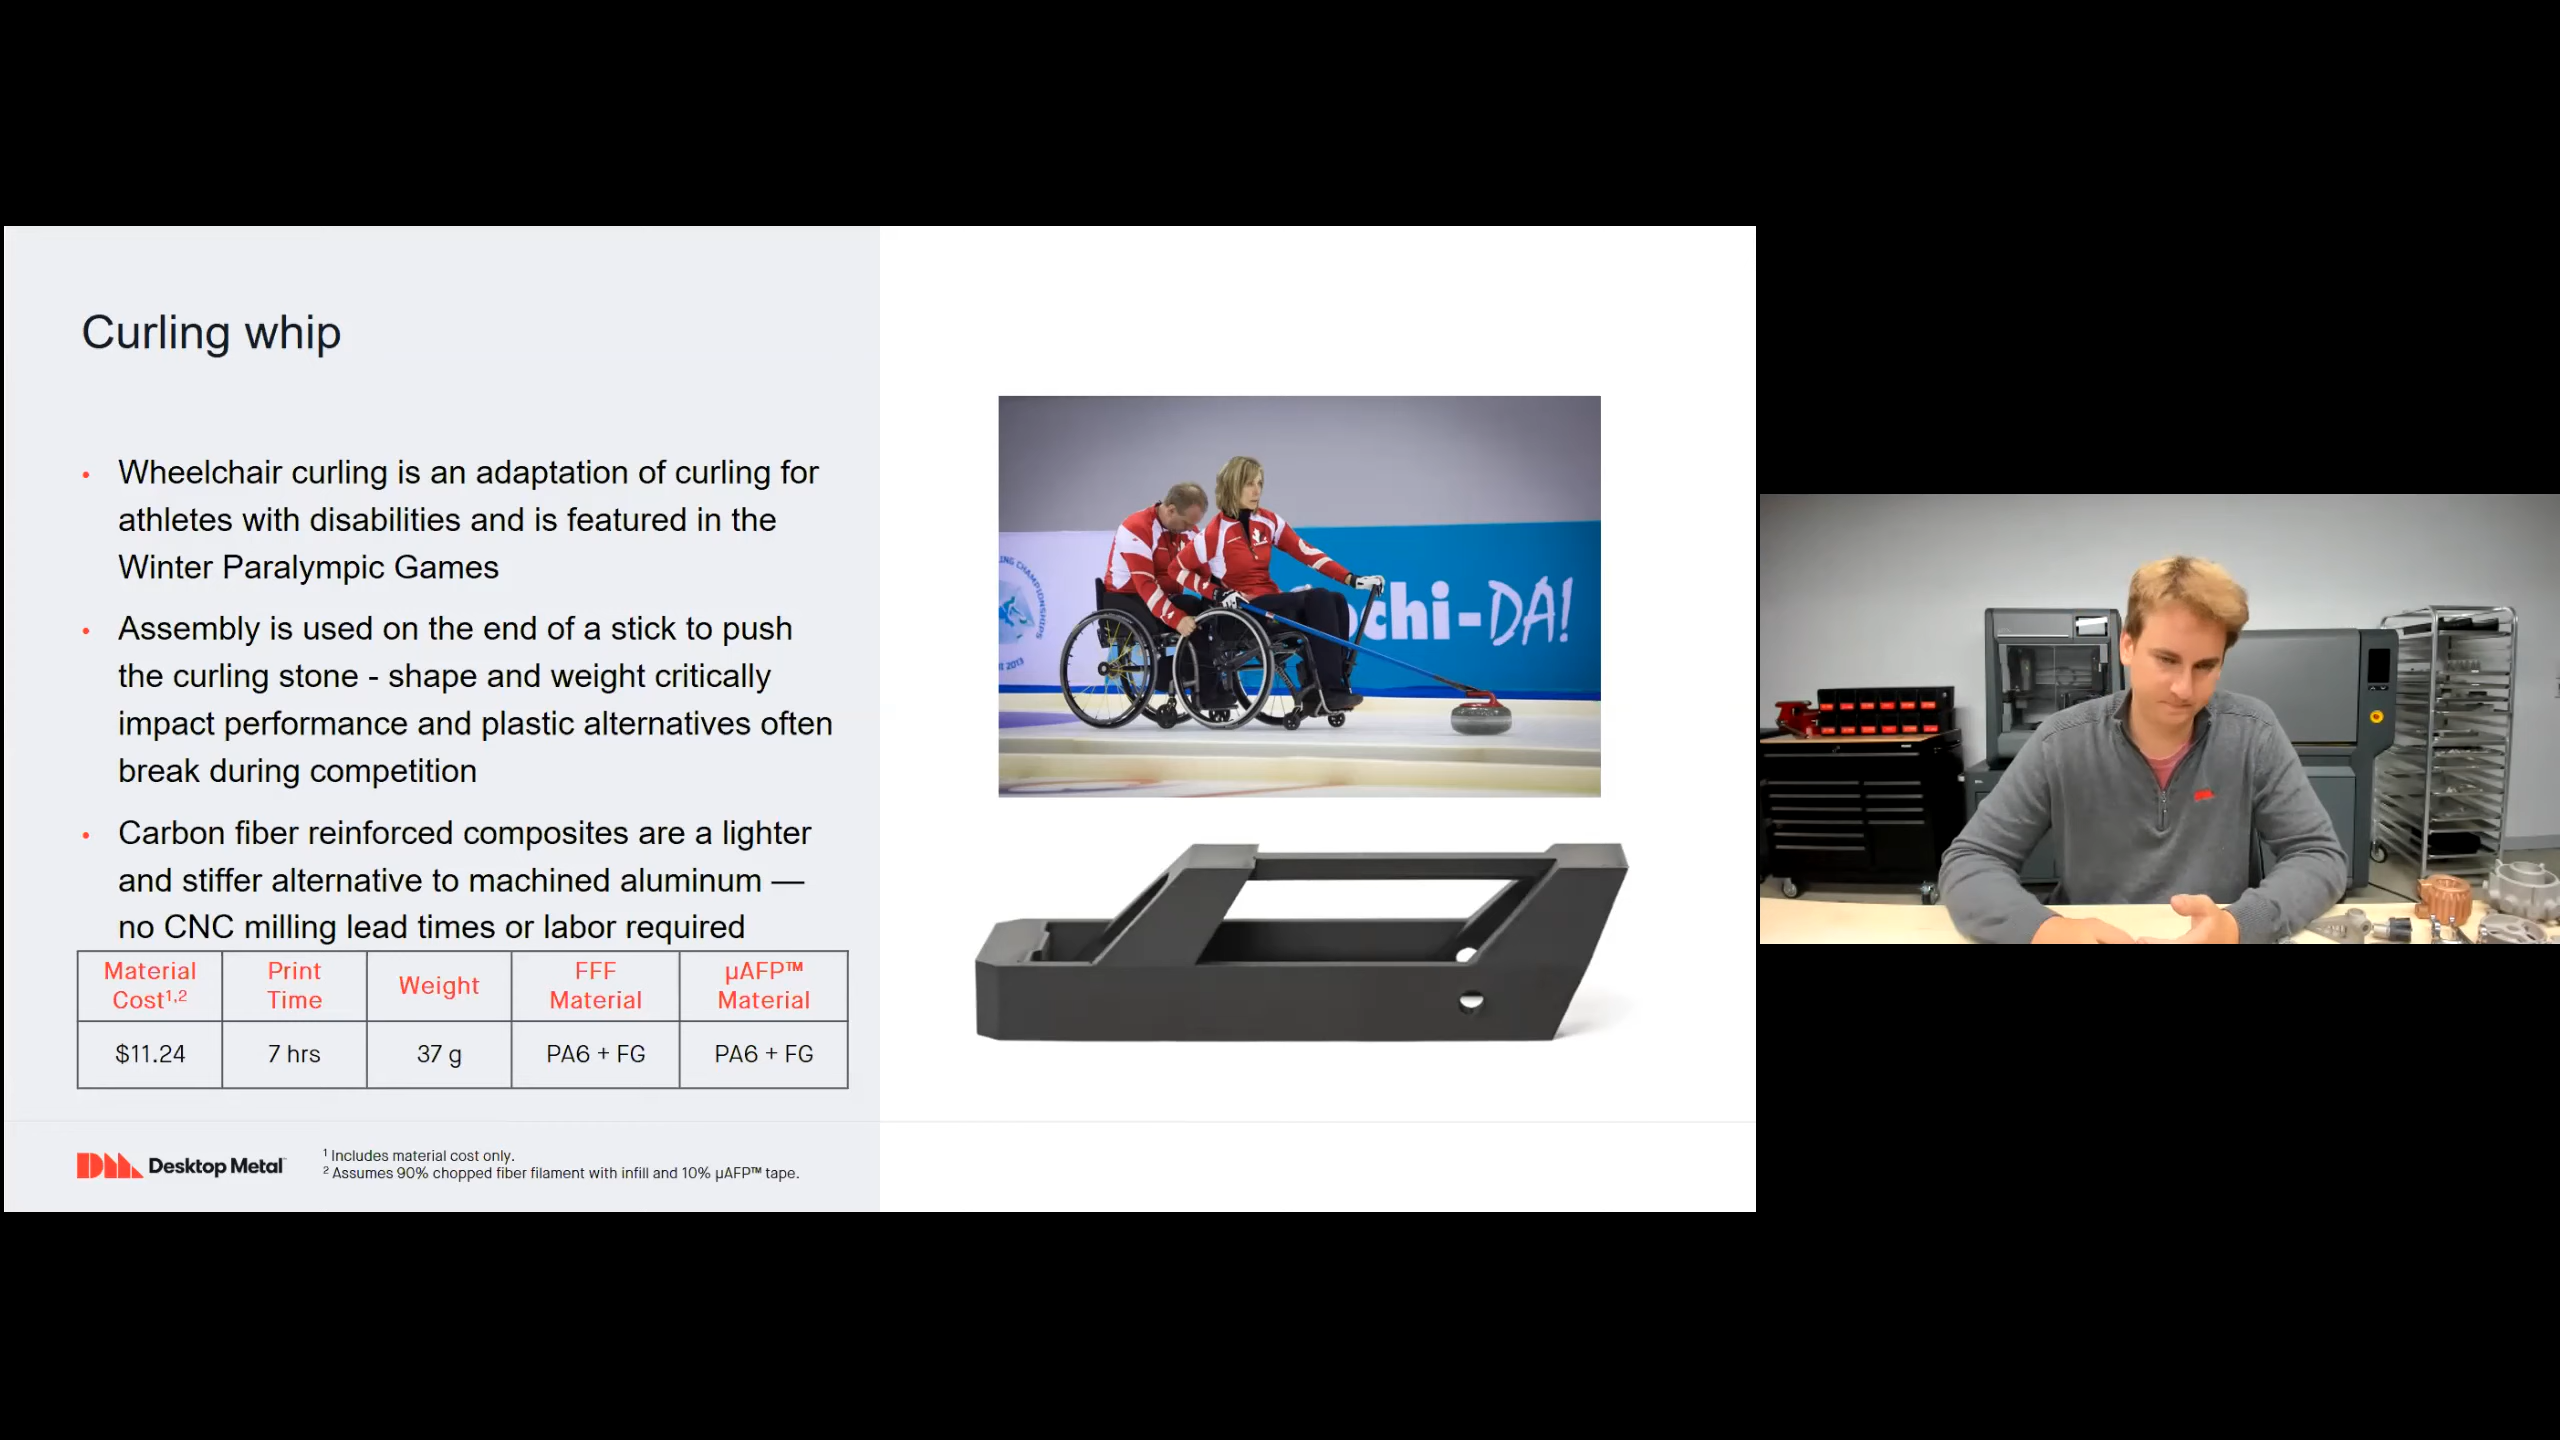 Curling whip
• Wheelchair curling is an adaptation of curling for
athletes with disabilities and is featured in the
Winter Paralympic Games
• Assembly is used on the end of a stick to push
the curling stone - shape and weight critically
impact performance and plastic alternatives often
break during competition
• Carbon fiber reinforced composites are a lighter
and stiffer alternative to machined aluminum —
no CNC milling lead times or labor required
Material Cost¹,² Print Time Weight FFF Material µAFP™ Material
$11.24 7 hrs 37 g PA6 + FG PA6 + FG
Desktop Metal
¹ Includes material cost only.
² Assumes 90% chopped fiber filament with infill and 10% µAFP™ tape.
ochi-DA!
CHAMPIONSHIPS
2013